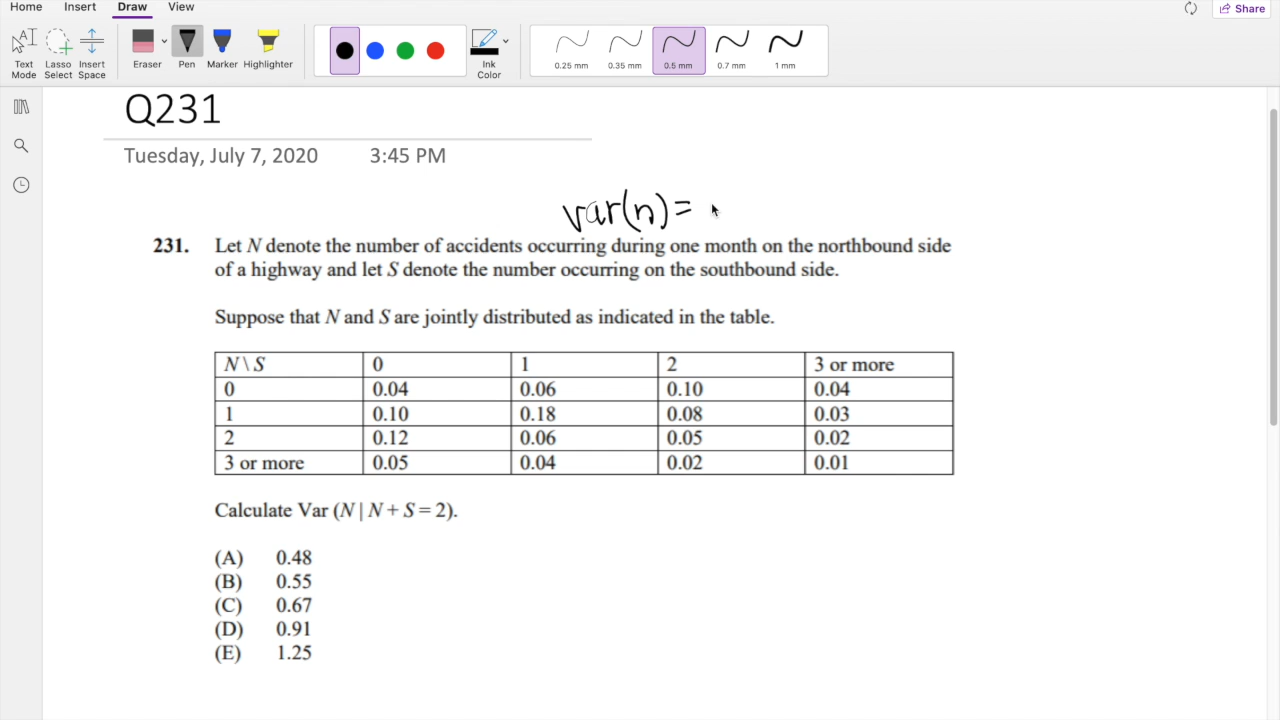 Home Insert Draw View Share
Text Mode Lasso Select Insert Space Eraser Pen Marker Highlighter Ink Color 0.25 mm 0.35 mm 0.5 mm 0.7 mm 1 mm
Q231
Tuesday, July 7, 2020 3:45 PM
var(n)=
231. Let N denote the number of accidents occurring during one month on the northbound side
of a highway and let S denote the number occurring on the southbound side.
Suppose that N and S are jointly distributed as indicated in the table.
N \ S 0 1 2 3 or more
0 0.04 0.06 0.10 0.04
1 0.10 0.18 0.08 0.03
2 0.12 0.06 0.05 0.02
3 or more 0.05 0.04 0.02 0.01
Calculate Var (N | N + S = 2).
(A) 0.48
(B) 0.55
(C) 0.67
(D) 0.91
(E) 1.25